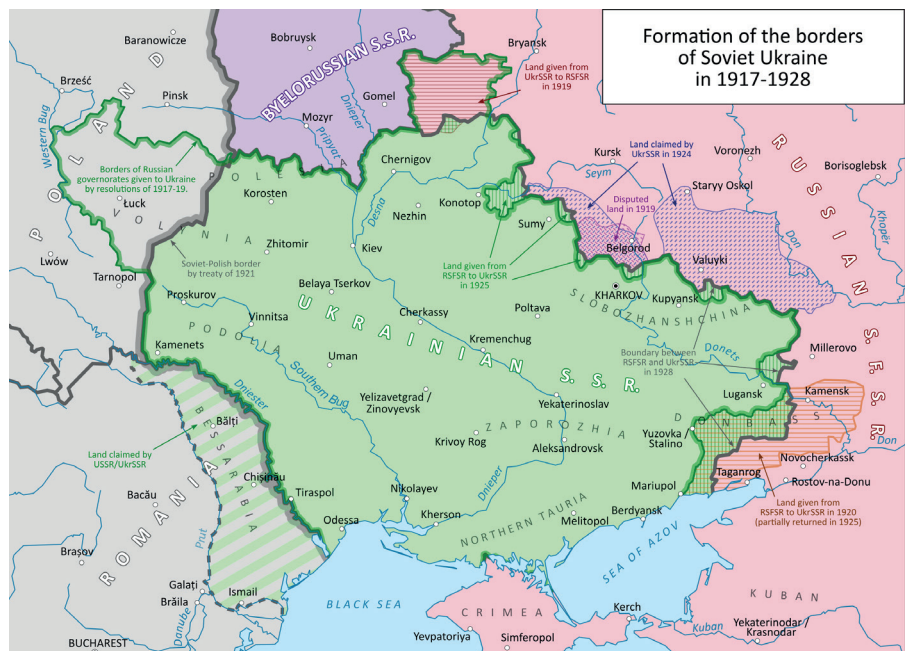 Formation of the borders
of Soviet Ukraine
in 1917-1928
Baranowicze
Bobruysk
Bryansk
BYELORUSSIAN S.S.R.
Land given from
UkrSSR to RSFSR
in 1919
Brześć
Pinsk
Gomel
Dnieper
Western Bug
POLAND
Mozyr
Pripyat
Land claimed by
UkrSSR in 1924
Kursk
Voronezh
Borisoglebsk
RUSSIAN S.F.S.R.
Borders of Russian
governorates given to Ukraine
by resolutions of 1917-19.
Chernigov
Seym
Staryy Oskol
POLESIA
Korosten
Konotop
Disputed
land in 1919
Łuck
VOLINIA
Desna
Nezhin
Sumy
Khopër
Don
Zhitomir
Kiev
Belgorod
Lwów
Soviet-Polish border
by treaty of 1921
Land given from
RSFSR to UkrSSR
in 1925
Valuyki
Tarnopol
Belaya Tserkov
KHARKOV
Kupyansk
Proskurov
UKRAINIAN S.S.R.
SLOBOZHANSHCHINA
Vinnitsa
Cherkassy
Poltava
PODOLIA
Kamenets
Uman
Kremenchug
Donets
Boundary between
RSFSR and UkrSSR
in 1928
Millerovo
Dniester
Southern Bug
Yelizavetgrad /
Zinovyevsk
Yekaterinoslav
Lugansk
Kamensk
Bălți
BESSARABIA
Land claimed by
USSR/UkrSSR
Krivoy Rog
ZAPOROZHIA
Aleksandrovsk
DONBASS
Yuzovka /
Stalino
Don
Novocherkassk
Chișinău
Taganrog
Rostov-na-Donu
Bacău
Tiraspol
Nikolayev
Dnieper
Mariupol
ROMANIA
Kherson
Berdyansk
Land given from
RSFSR to UkrSSR in 1920
(partially returned in 1925)
Odessa
NORTHERN TAURIA
Melitopol
Prut
Brașov
SEA OF AZOV
Galați
Brăila
Ismail
BLACK SEA
KUBAN
CRIMEA
Kerch
Danube
Yevpatoriya
Simferopol
Kuban
Yekaterinodar /
Krasnodar
BUCHAREST